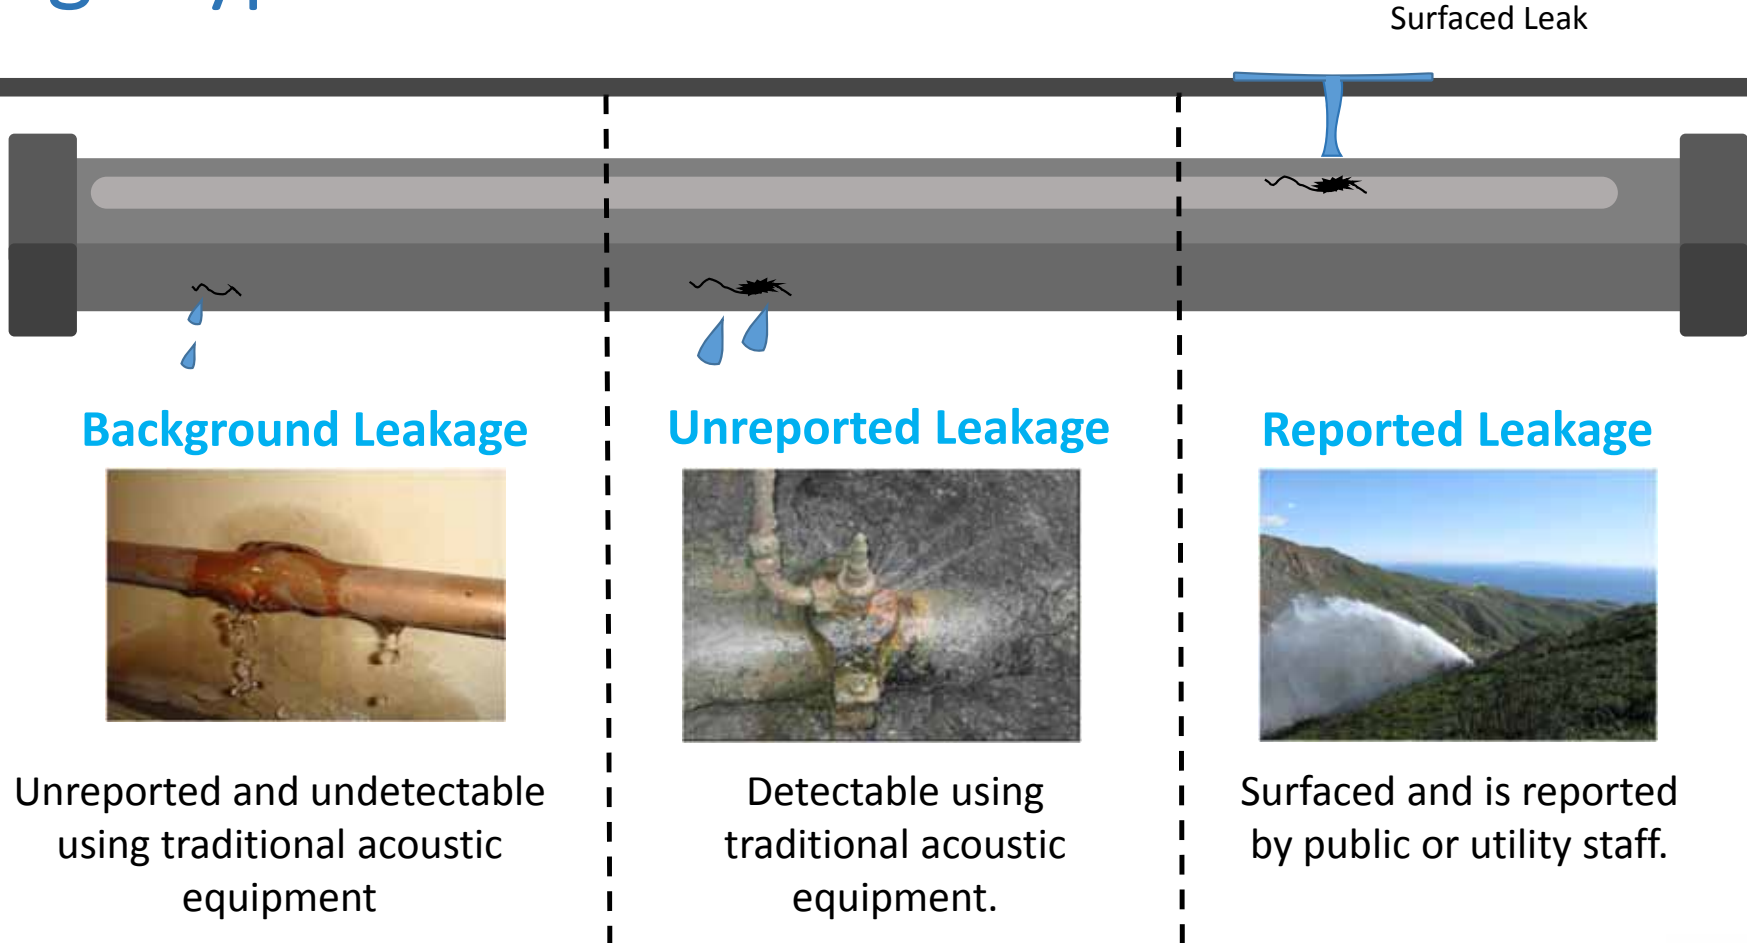 Surfaced Leak
Background Leakage
Unreported and undetectable
using traditional acoustic
equipment
Unreported Leakage
Detectable using
traditional acoustic
equipment.
Reported Leakage
Surfaced and is reported
by public or utility staff.